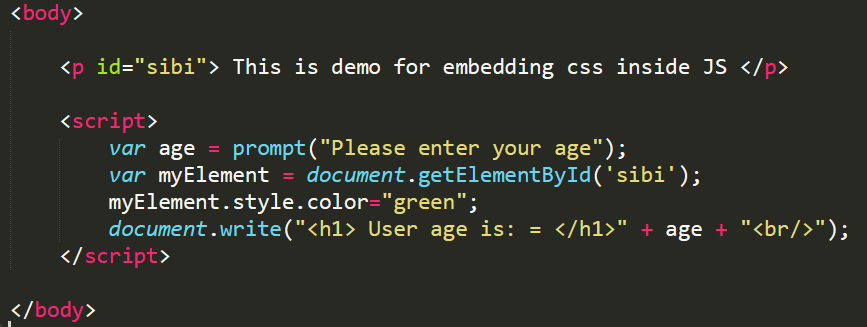 <body>
<p id="sibi"> This is demo for embedding css inside JS </p>
<script>
var age = prompt("Please enter your age");
var myElement = document.getElementById('sibi');
myElement.style.color="green";
document.write("<h1> User age is: = </h1>" + age + "<br/>");
</script>
</body>